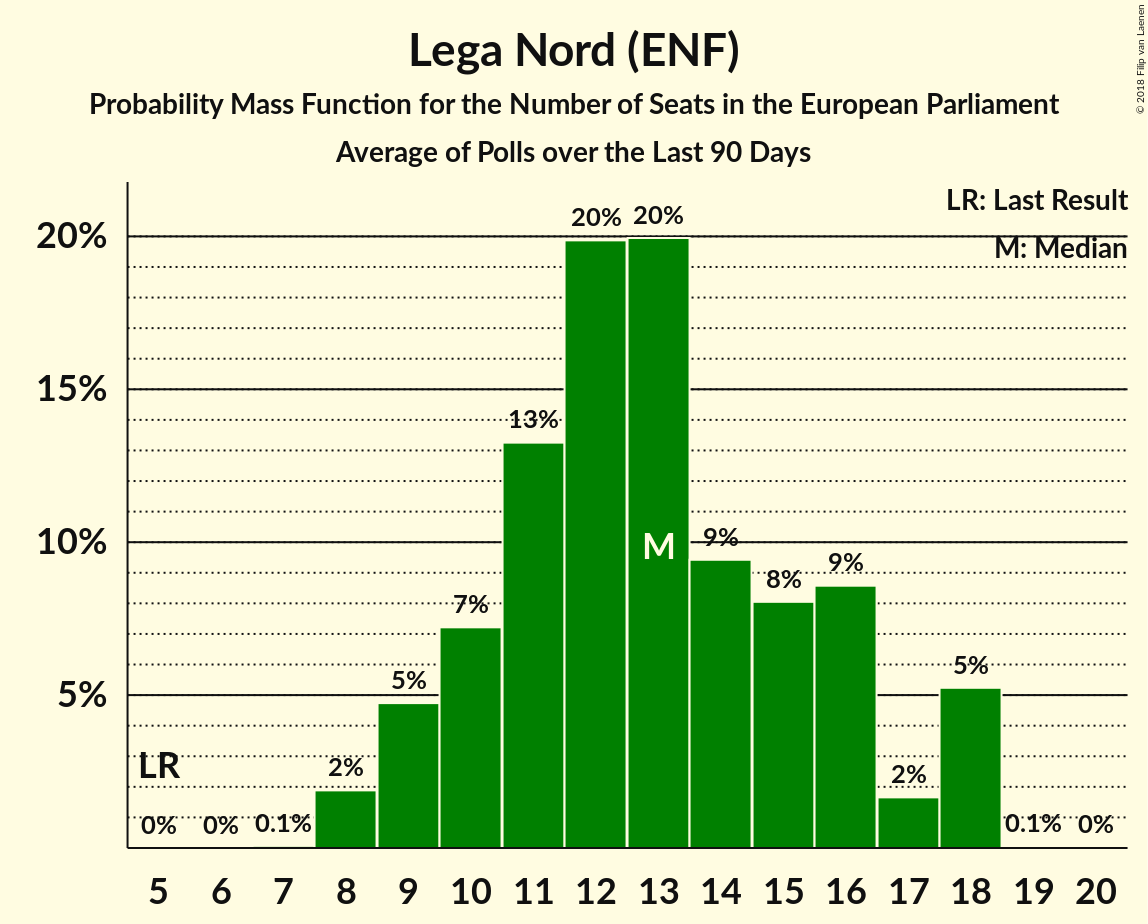 Lega Nord (ENF)
Probability Mass Function for the Number of Seats in the European Parliament
Average of Polls over the Last 90 Days
© 2018 Filip van Laenen
LR: Last Result
M: Median
20%
15%
10%
5%
0%
0%
0.1%
2%
5%
7%
13%
20%
20%
9%
8%
9%
2%
5%
0.1%
0%
LR
M
5 6 7 8 9 10 11 12 13 14 15 16 17 18 19 20